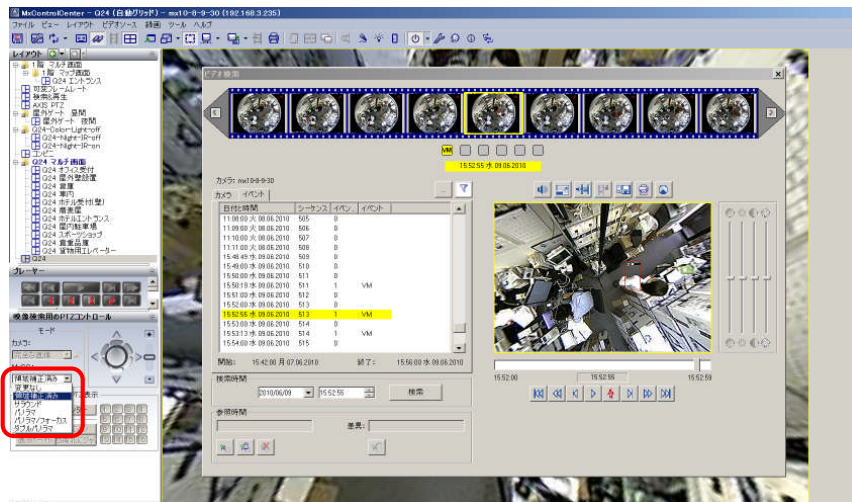 MxControlCenter - Q24 (自動グリッド) - mx10-8-9-30 (192.168.3.235)
ファイル ビュー レイアウト ビデオソース 録画 ツール ヘルプ
レイアウト
1階 マルチ画面
1階 マップ画面
Q24 エントランス
可変フレームレート
検索&再生
AXIS PTZ
屋外ゲート 昼間
屋外ゲート 夜間
Q24-Color-Light-off
Q24-Night-IR-off
Q24-Night-IR-on
コンビニ
Q24 マルチ画面
Q24 オフィス受付
Q24 屋外壁設置
Q24 倉庫
Q24 車内
Q24 ホテル受付(壁)
Q24 蕎麦屋
Q24 ホテルエントランス
Q24 屋内駐車場
Q24 スポーツショップ
Q24 貴重品庫
Q24 貨物用エレベーター
Q24
プレーヤー
映像検索用のPTZコントロール
モード
カメラ:
領域補正済み
変更なし
領域補正済み
サラウンド
パノラマ
パノラマ/フォーカス
ダブルパノラマ
表示
ビデオ検索
VM
15:52:55 水 09.06.2010
カメラ: mx10-8-9-30
カメラ イベント
日付と時間 シーケンス イベン... イベント
11:08:00 火 08.06.2010 505 0
11:09:00 火 08.06.2010 506 0
11:10:00 火 08.06.2010 507 0
11:11:00 火 08.06.2010 508 0
15:48:49 水 09.06.2010 509 0
15:49:00 水 09.06.2010 510 0
15:50:00 水 09.06.2010 511 0
15:50:19 水 09.06.2010 511 1 VM
15:51:00 水 09.06.2010 512 0
15:52:00 水 09.06.2010 513 0
15:52:55 水 09.06.2010 513 1 VM
15:53:00 水 09.06.2010 514 0
15:53:13 水 09.06.2010 514 1 VM
15:54:00 水 09.06.2010 515 0
開始: 15:42:00 月 07.06.2010 終了: 15:56:00 水 09.06.2010
検索時間
2010/06/09 15:52:55 検索
参照時間
差異:
15:52:00 15:52:55 15:52:59